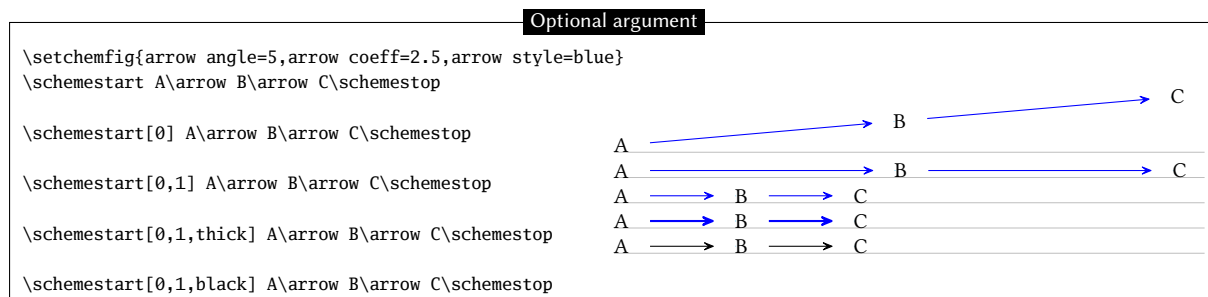 Optional argument
\setchemfig{arrow angle=5,arrow coeff=2.5,arrow style=blue}
\schemestart A\arrow B\arrow C\schemestop
\schemestart[0] A\arrow B\arrow C\schemestop
\schemestart[0,1] A\arrow B\arrow C\schemestop
\schemestart[0,1,thick] A\arrow B\arrow C\schemestop
\schemestart[0,1,black] A\arrow B\arrow C\schemestop
A B C
A B C
A B C
A B C
A B C